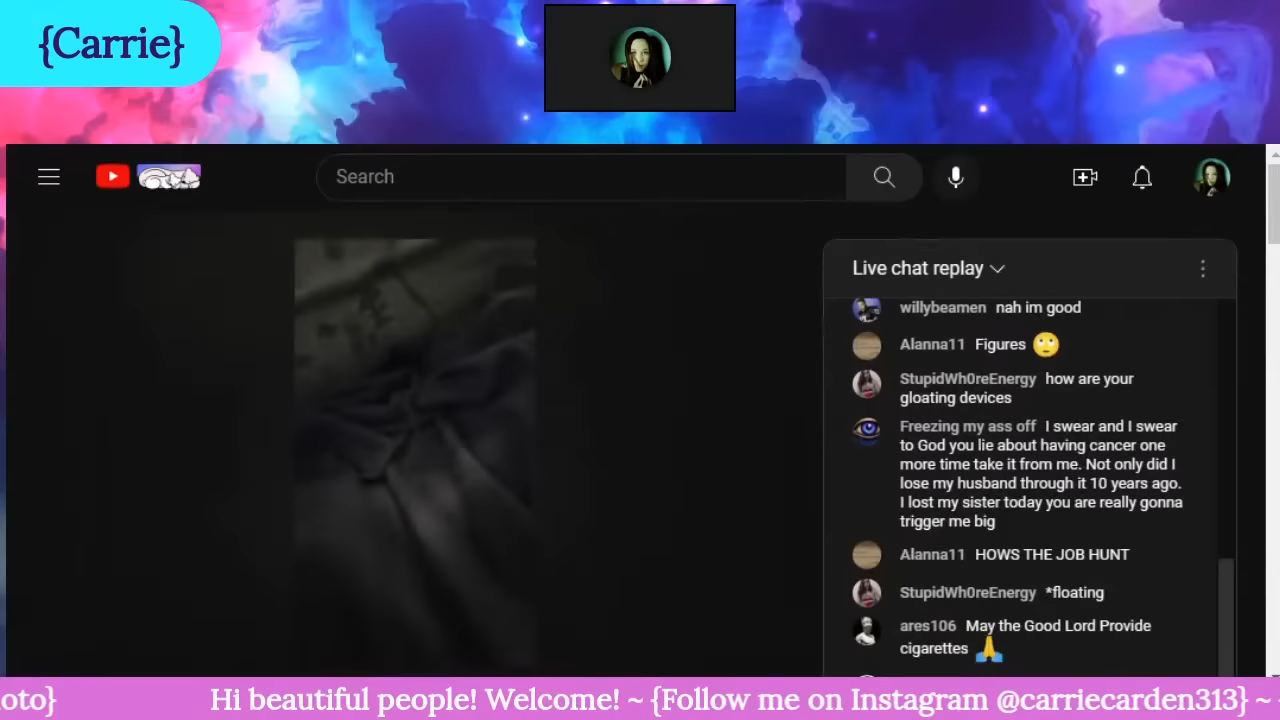 {Carrie}
Search
Live chat replay
willybeamen nah im good
Alanna11 Figures 🙄
StupidWh0reEnergy how are your
gloating devices
Freezing my ass off I swear and I swear
to God you lie about having cancer one
more time take it from me. Not only did I
lose my husband through it 10 years ago.
I lost my sister today you are really gonna
trigger me big
Alanna11 HOWS THE JOB HUNT
StupidWh0reEnergy *floating
ares106 May the Good Lord Provide
cigarettes 🙏
oto} Hi beautiful people! Welcome! ~ {Follow me on Instagram @carriecarden313} ~